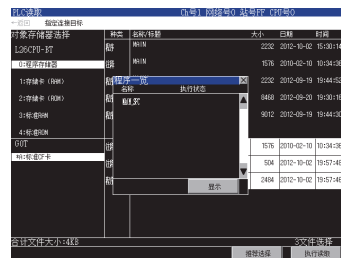 PLC读取 Ch号1 网络号0 站号FF CPU号0
←返回 指定连接目标
对象存储器选择 种类 名称/标题 大小 日期 时间
L26CPU-BT MAIN 2232 2012-10-02 15:30:14
0:程序存储器 MAIN 1576 2010-02-10 10:34:36
1:存储卡 (RAM) 2232 2012-09-19 19:44:52
2:存储卡 (ROM) 8468 2012-09-20 19:30:16
3:标准RAM 9012 2012-09-19 19:44:30
4:标准ROM
GOT 1576 2010-02-10 10:34:36
标准CF卡 504 2012-10-02 19:57:46
2484 2012-10-02 19:57:46
程序一览
名称 执行状态
MAIN
显示
合计文件大小:4KB 3文件选择
解除选择 执行读取